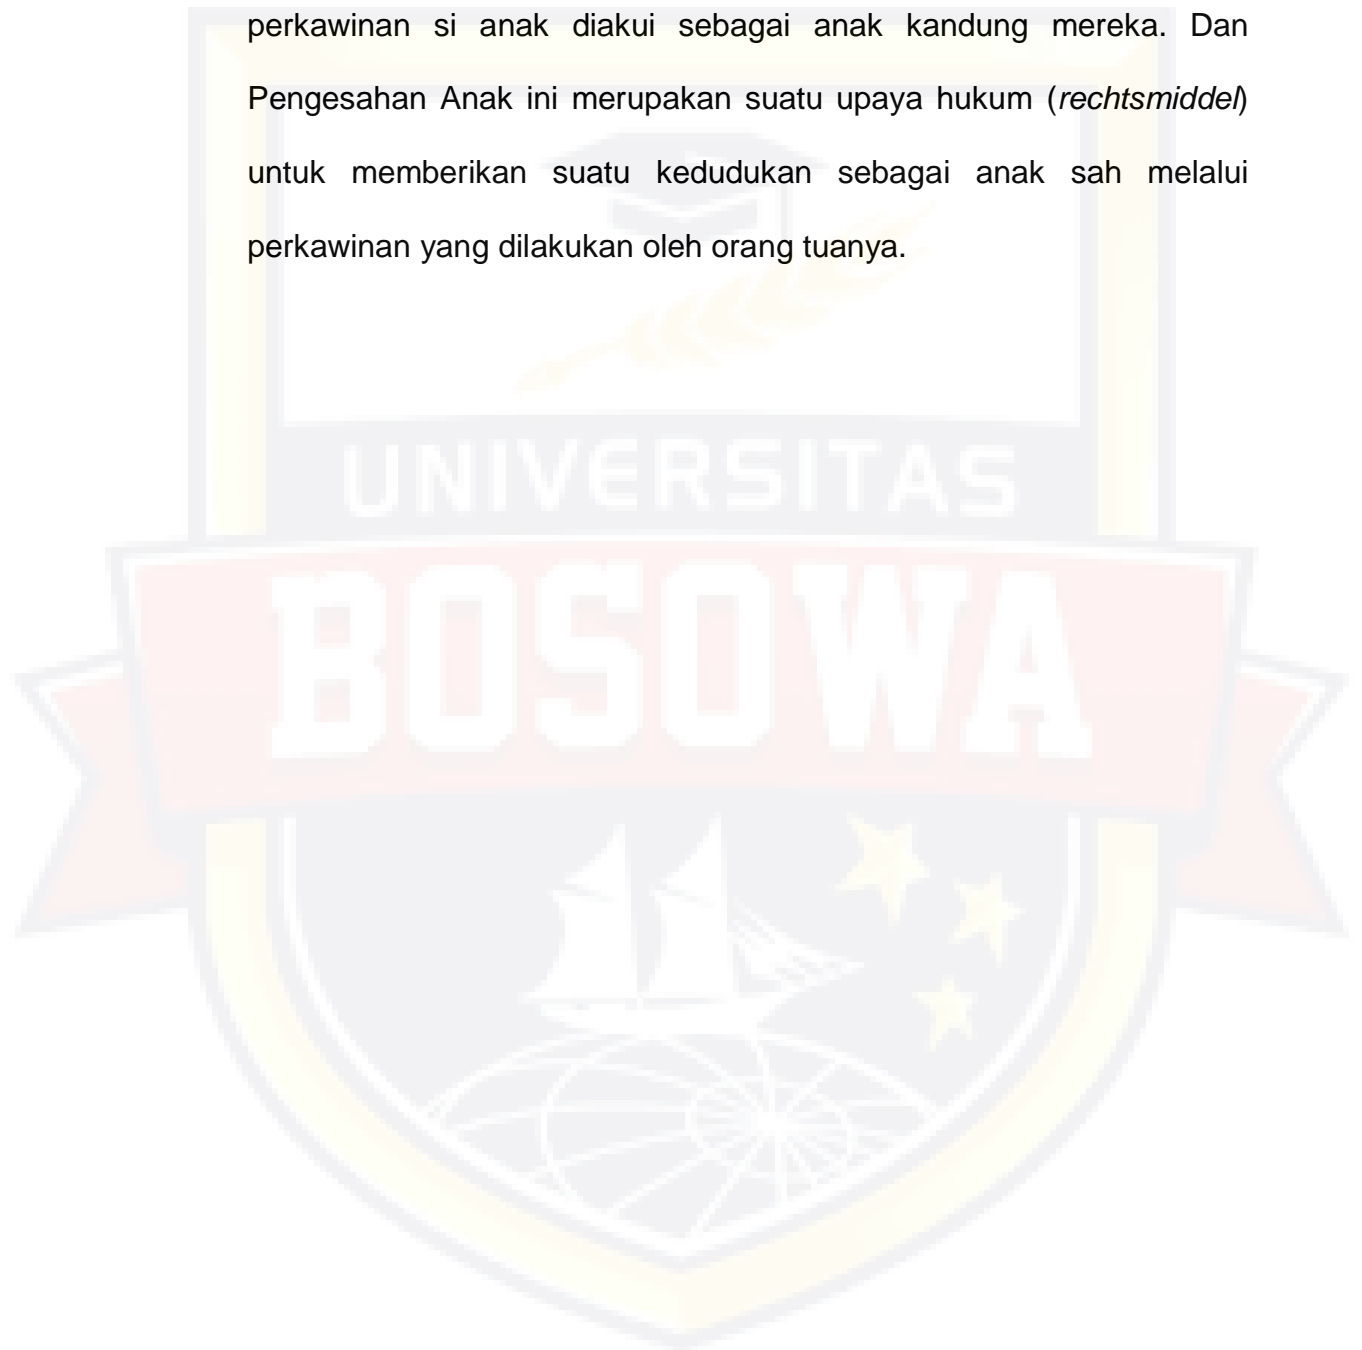 perkawinan si anak diakui sebagai anak kandung mereka. Dan
Pengesahan Anak ini merupakan suatu upaya hukum (rechtsmiddel)
untuk memberikan suatu kedudukan sebagai anak sah melalui
perkawinan yang dilakukan oleh orang tuanya.
UNIVERSITAS
BOSOWA